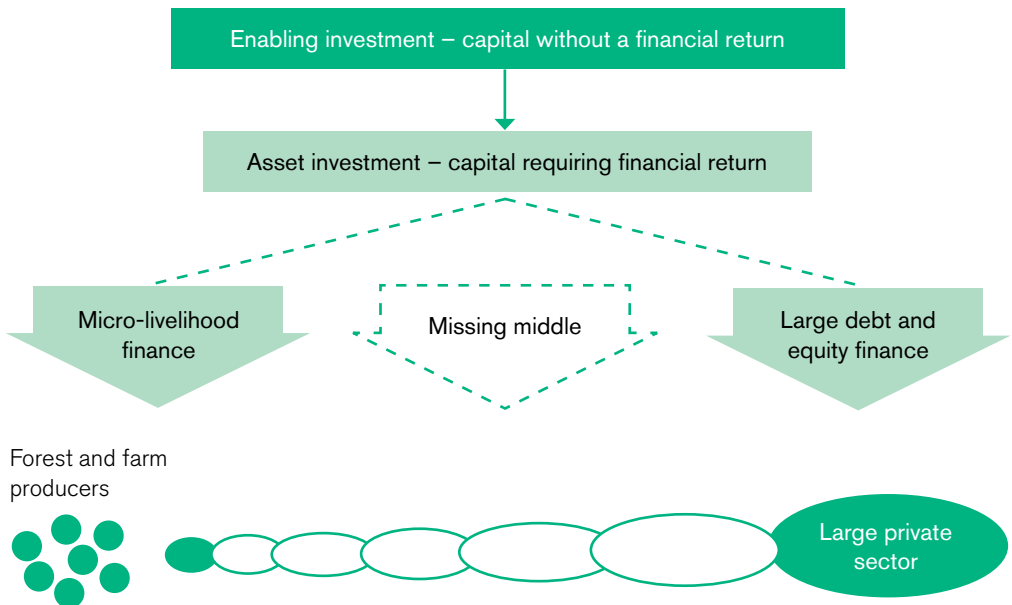 Enabling investment – capital without a financial return
Asset investment – capital requiring financial return
Micro-livelihood
finance
Missing middle
Large debt and
equity finance
Forest and farm
producers
Large private
sector